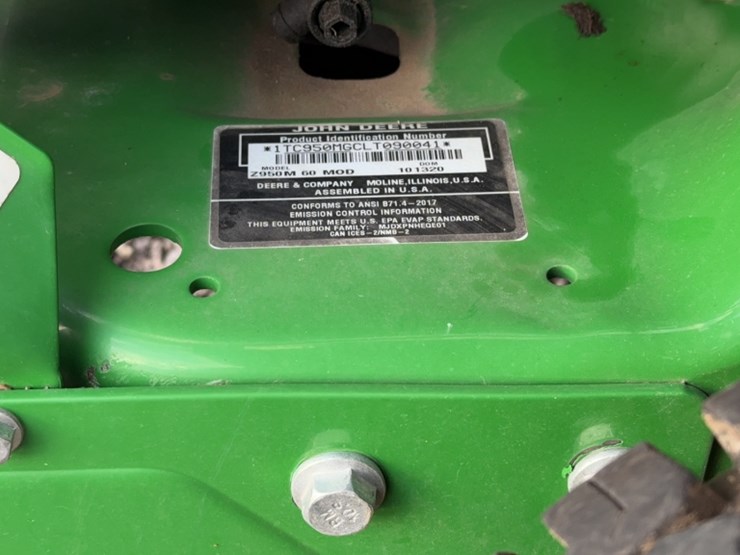 JOHN DEERE
Product Identification Number
*1TC950MGCLT090041*
MODEL DOM
Z950M 60 MOD 101320
DEERE & COMPANY MOLINE, ILLINOIS, U.S.A.
ASSEMBLED IN U.S.A.
CONFORMS TO ANSI B71.4-2017
EMISSION CONTROL INFORMATION
THIS EQUIPMENT MEETS U.S. EPA EVAP STANDARDS.
EMISSION FAMILY: MJDXPNHEQE01
CAN ICES-2/NMB-2